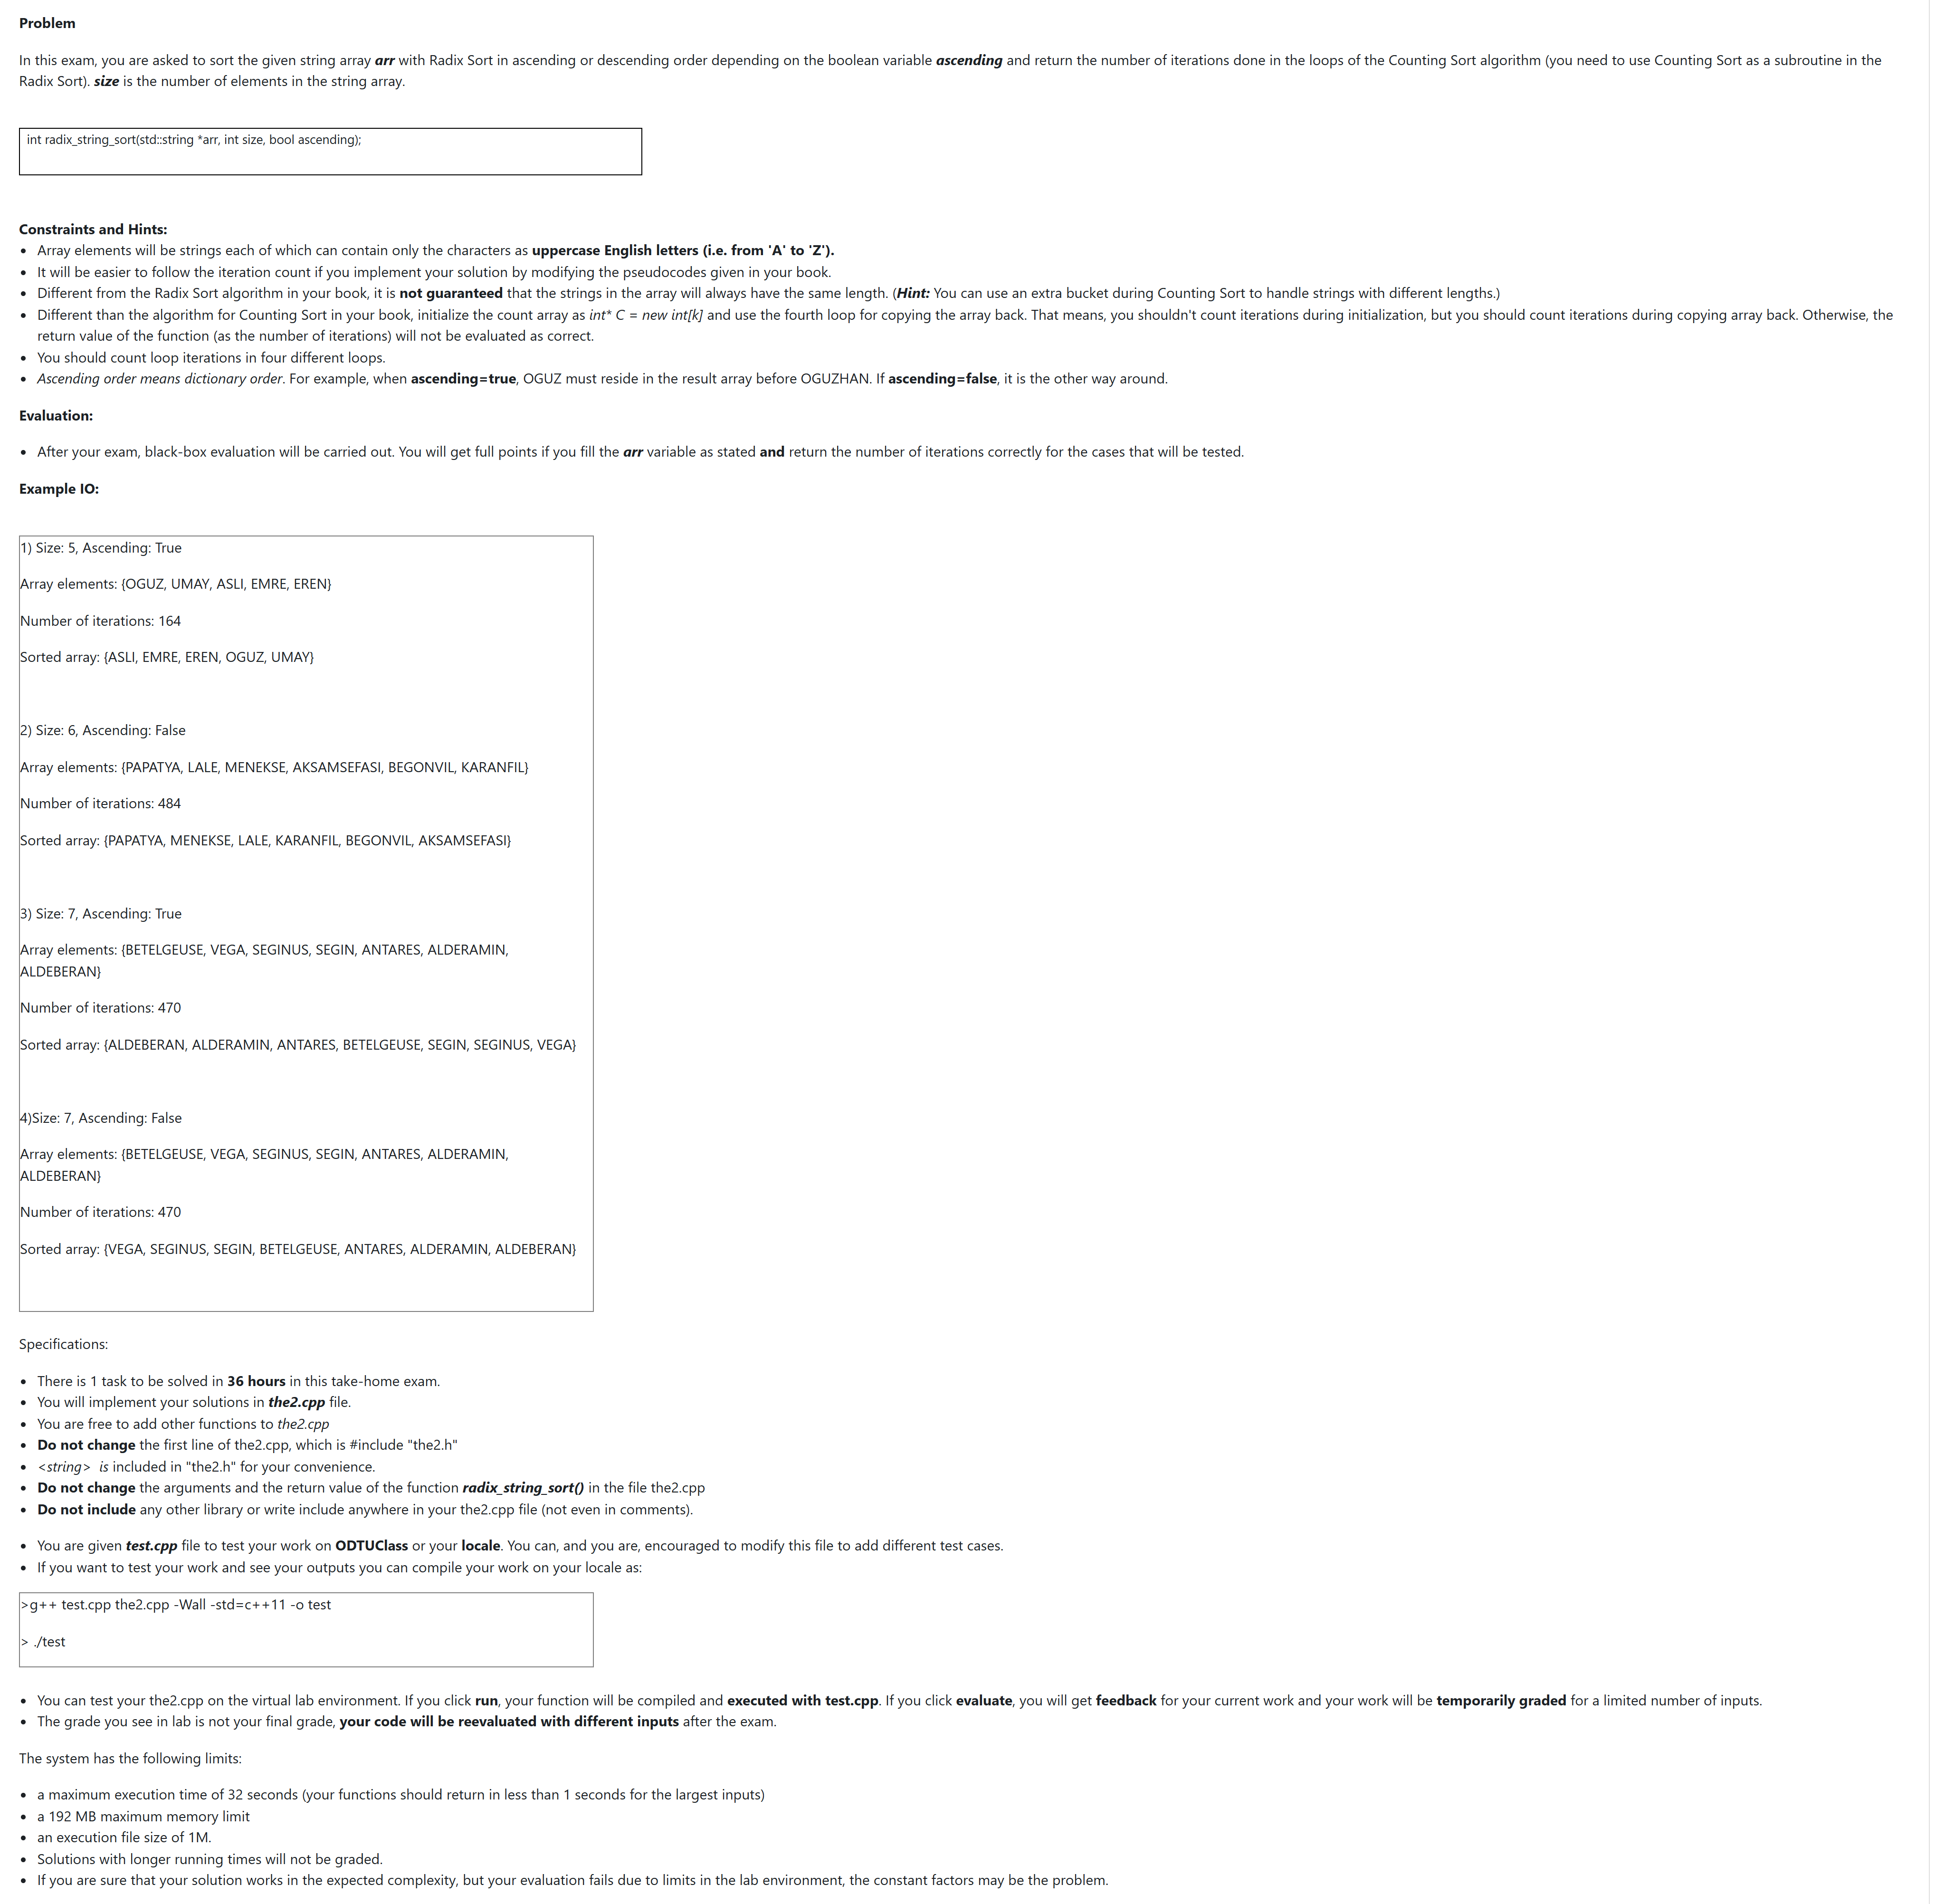 Problem
In this exam, you are asked to sort the given string array arr with Radix Sort in ascending or descending order depending on the boolean variable ascending and return the number of iterations done in the loops of the Counting Sort algorithm (you need to use Counting Sort as a subroutine in the
Radix Sort). size is the number of elements in the string array.
int radix_string_sort(std::string *arr, int size, bool ascending);
Constraints and Hints:
• Array elements will be strings each of which can contain only the characters as uppercase English letters (i.e. from 'A' to 'Z').
• It will be easier to follow the iteration count if you implement your solution by modifying the pseudocodes given in your book.
• Different from the Radix Sort algorithm in your book, it is not guaranteed that the strings in the array will always have the same length. (Hint: You can use an extra bucket during Counting Sort to handle strings with different lengths.)
• Different than the algorithm for Counting Sort in your book, initialize the count array as int* C = new int[k] and use the fourth loop for copying the array back. That means, you shouldn't count iterations during initialization, but you should count iterations during copying array back. Otherwise, the
return value of the function (as the number of iterations) will not be evaluated as correct.
• You should count loop iterations in four different loops.
• Ascending order means dictionary order. For example, when ascending=true, OGUZ must reside in the result array before OGUZHAN. If ascending=false, it is the other way around.
Evaluation:
• After your exam, black-box evaluation will be carried out. You will get full points if you fill the arr variable as stated and return the number of iterations correctly for the cases that will be tested.
Example IO:
1) Size: 5, Ascending: True
Array elements: {OGUZ, UMAY, ASLI, EMRE, EREN}
Number of iterations: 164
Sorted array: {ASLI, EMRE, EREN, OGUZ, UMAY}
2) Size: 6, Ascending: False
Array elements: {PAPATYA, LALE, MENEKSE, AKSAMSEFASI, BEGONVIL, KARANFIL}
Number of iterations: 484
Sorted array: {PAPATYA, MENEKSE, LALE, KARANFIL, BEGONVIL, AKSAMSEFASI}
3) Size: 7, Ascending: True
Array elements: {BETELGEUSE, VEGA, SEGINUS, SEGIN, ANTARES, ALDERAMIN,
ALDEBERAN}
Number of iterations: 470
Sorted array: {ALDEBERAN, ALDERAMIN, ANTARES, BETELGEUSE, SEGIN, SEGINUS, VEGA}
4)Size: 7, Ascending: False
Array elements: {BETELGEUSE, VEGA, SEGINUS, SEGIN, ANTARES, ALDERAMIN,
ALDEBERAN}
Number of iterations: 470
Sorted array: {VEGA, SEGINUS, SEGIN, BETELGEUSE, ANTARES, ALDERAMIN, ALDEBERAN}
Specifications:
• There is 1 task to be solved in 36 hours in this take-home exam.
• You will implement your solutions in the2.cpp file.
• You are free to add other functions to the2.cpp
• Do not change the first line of the2.cpp, which is #include "the2.h"
• <string> is included in "the2.h" for your convenience.
• Do not change the arguments and the return value of the function radix_string_sort() in the file the2.cpp
• Do not include any other library or write include anywhere in your the2.cpp file (not even in comments).
• You are given test.cpp file to test your work on ODTUClass or your locale. You can, and you are, encouraged to modify this file to add different test cases.
• If you want to test your work and see your outputs you can compile your work on your locale as:
>g++ test.cpp the2.cpp -Wall -std=c++11 -o test
> ./test
• You can test your the2.cpp on the virtual lab environment. If you click run, your function will be compiled and executed with test.cpp. If you click evaluate, you will get feedback for your current work and your work will be temporarily graded for a limited number of inputs.
• The grade you see in lab is not your final grade, your code will be reevaluated with different inputs after the exam.
The system has the following limits:
• a maximum execution time of 32 seconds (your functions should return in less than 1 seconds for the largest inputs)
• a 192 MB maximum memory limit
• an execution file size of 1M.
• Solutions with longer running times will not be graded.
• If you are sure that your solution works in the expected complexity, but your evaluation fails due to limits in the lab environment, the constant factors may be the problem.